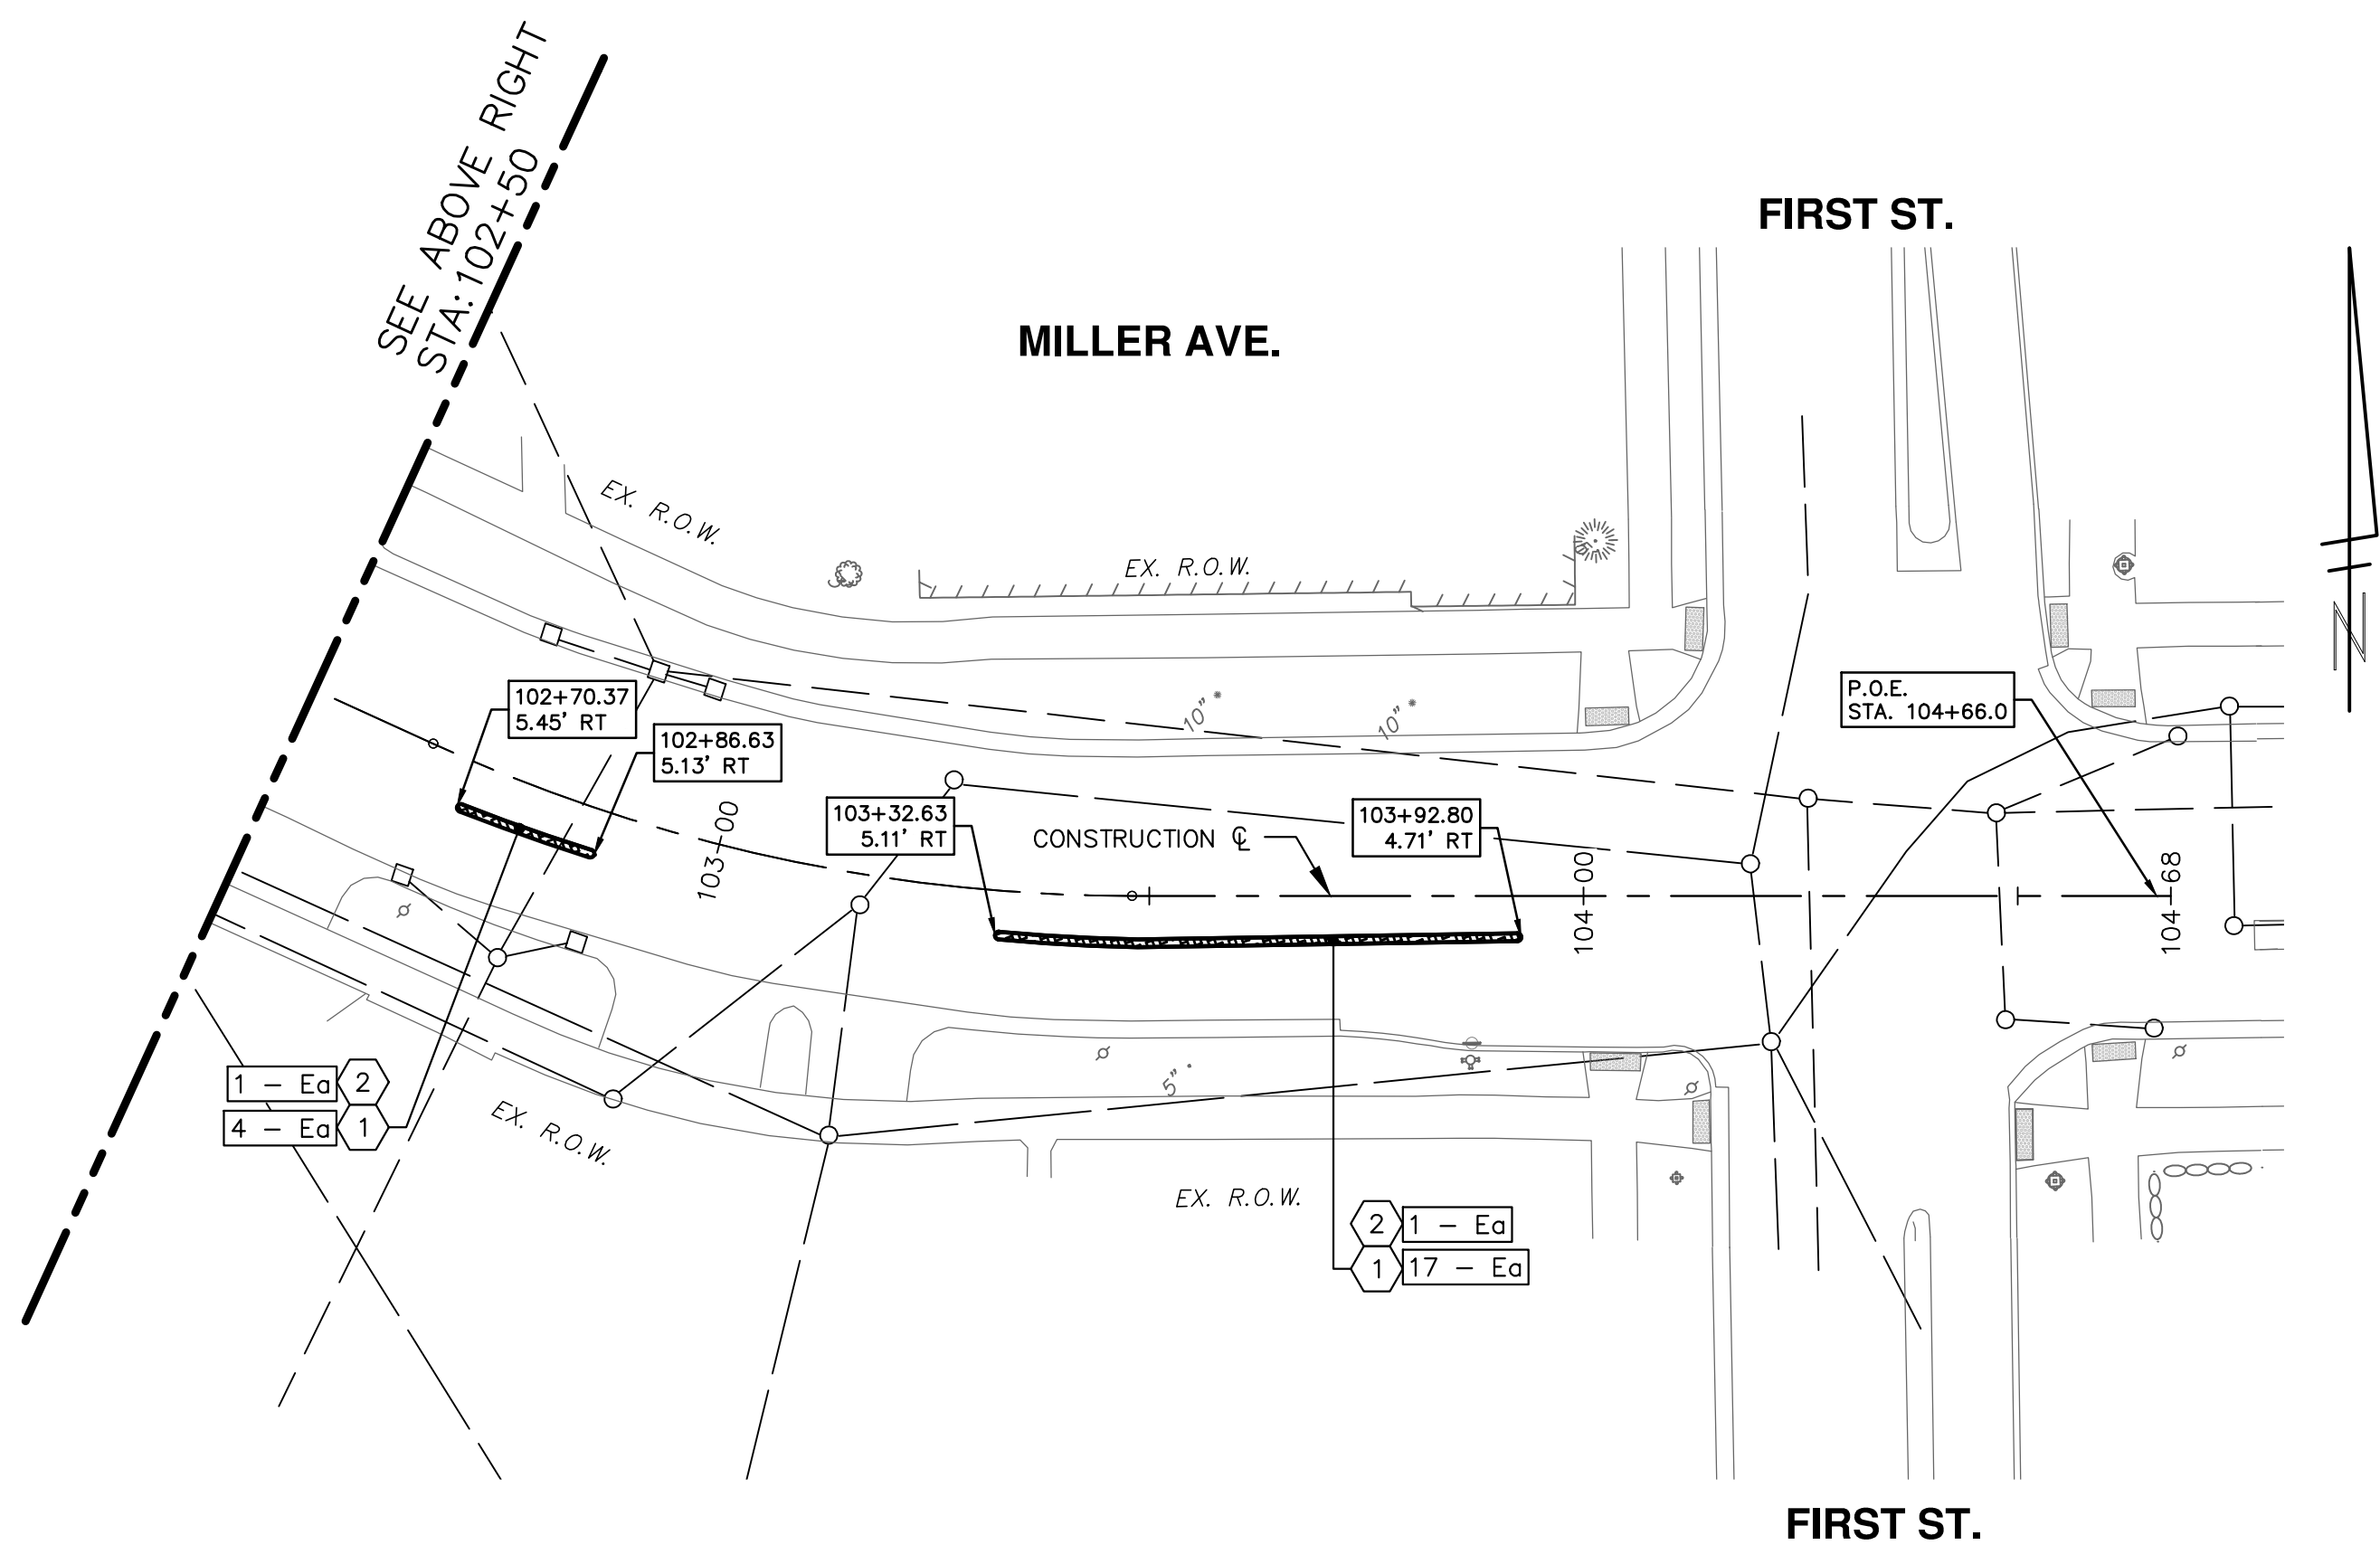 SEE ABOVE RIGHT
STA: 102+50
FIRST ST.
MILLER AVE.
EX. R.O.W.
EX. R.O.W.
N
102+70.37
5.45' RT
102+86.63
5.13' RT
10"
10"
P.O.E.
STA. 104+66.0
103+00
103+32.63
5.11' RT
CONSTRUCTION ℄
103+92.80
4.71' RT
104+00
104+68
1 - Ea 2
4 - Ea 1
EX. R.O.W.
5"
EX. R.O.W.
2 1 - Ea
1 17 - Ea
FIRST ST.